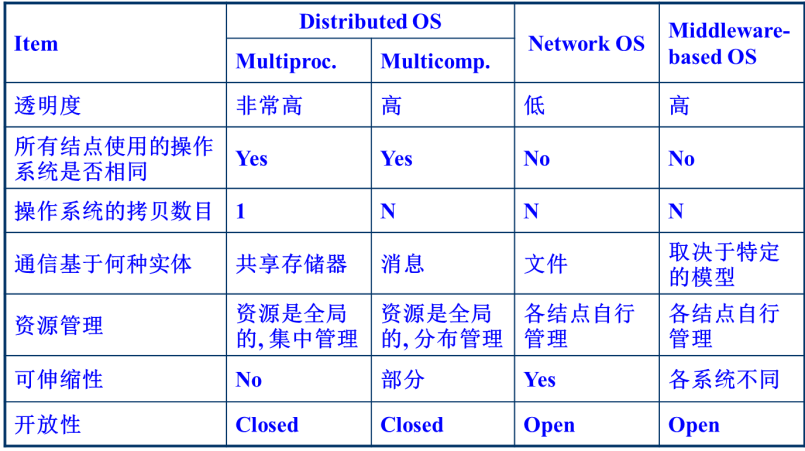 Item
Distributed OS
Network OS
Middleware-
based OS
Multiproc.
Multicomp.
透明度
非常高
高
低
高
所有结点使用的操作
系统是否相同
Yes
Yes
No
No
操作系统的拷贝数目
1
N
N
N
通信基于何种实体
共享存储器
消息
文件
取决于特定
的模型
资源管理
资源是全局
的,集中管理
资源是全局
的,分布管理
各结点自行
管理
各结点自行
管理
可伸缩性
No
部分
Yes
各系统不同
开放性
Closed
Closed
Open
Open